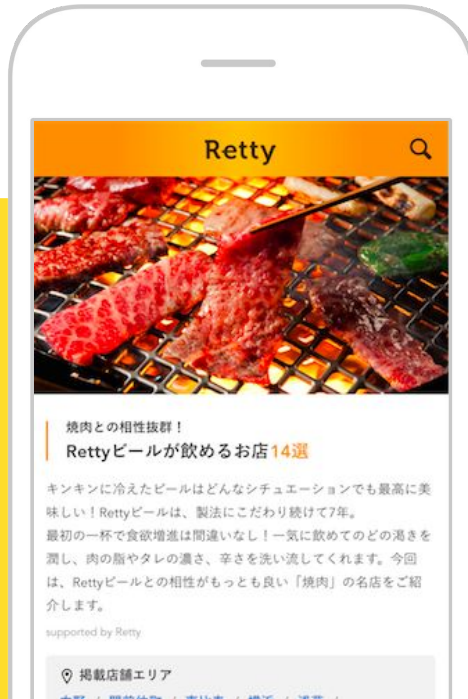 Retty
焼肉との相性抜群！
Rettyビールが飲めるお店14選
キンキンに冷えたビールはどんなシチュエーションでも最高に美
味しい！Rettyビールは、製法にこだわり続けて7年。
最初の一杯で食欲増進は間違いなし！一気に飲めてのどの渇きを
潤し、肉の脂やタレの濃さ、辛さを洗い流してくれます。今回
は、Rettyビールとの相性がもっとも良い「焼肉」の名店をご紹
介します。
supported by Retty
掲載店舗エリア